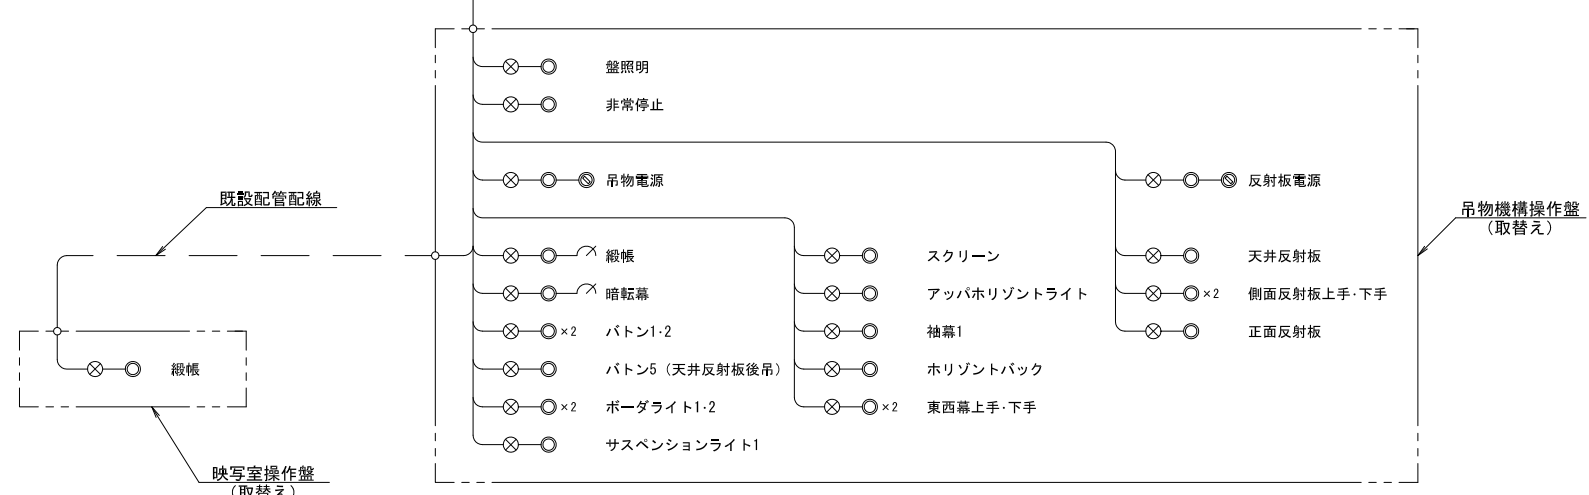 盤照明
非常停止
吊物電源
反射板電源
既設配管配線
吊物機構操作盤
(取替え)
緞帳
スクリーン
天井反射板
暗転幕
アッパホリゾントライト
×2 側面反射板上手・下手
×2 バトン1・2
袖幕1
正面反射板
緞帳
バトン5 (天井反射板後吊)
ホリゾントバック
×2 ボーダライト1・2
×2 東西幕上手・下手
サスペンションライト1
映写室操作盤
(取替え)